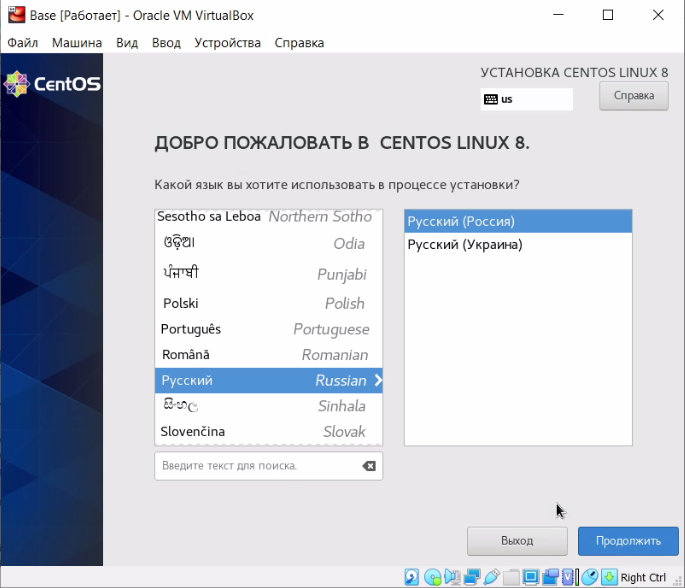 Base [Работает] - Oracle VM VirtualBox
Файл Машина Вид Ввод Устройства Справка
CentOS
УСТАНОВКА CENTOS LINUX 8
us
Справка
ДОБРО ПОЖАЛОВАТЬ В CENTOS LINUX 8.
Какой язык вы хотите использовать в процессе установки?
Sesotho sa Leboa Northern Sotho
ଓଡ଼ିଆ Odia
ਪੰਜਾਬੀ Punjabi
Polski Polish
Português Portuguese
Română Romanian
Русский Russian
සිංහල Sinhala
Slovenčina Slovak
Русский (Россия)
Русский (Украина)
Введите текст для поиска.
Выход
Продолжить
Right Ctrl